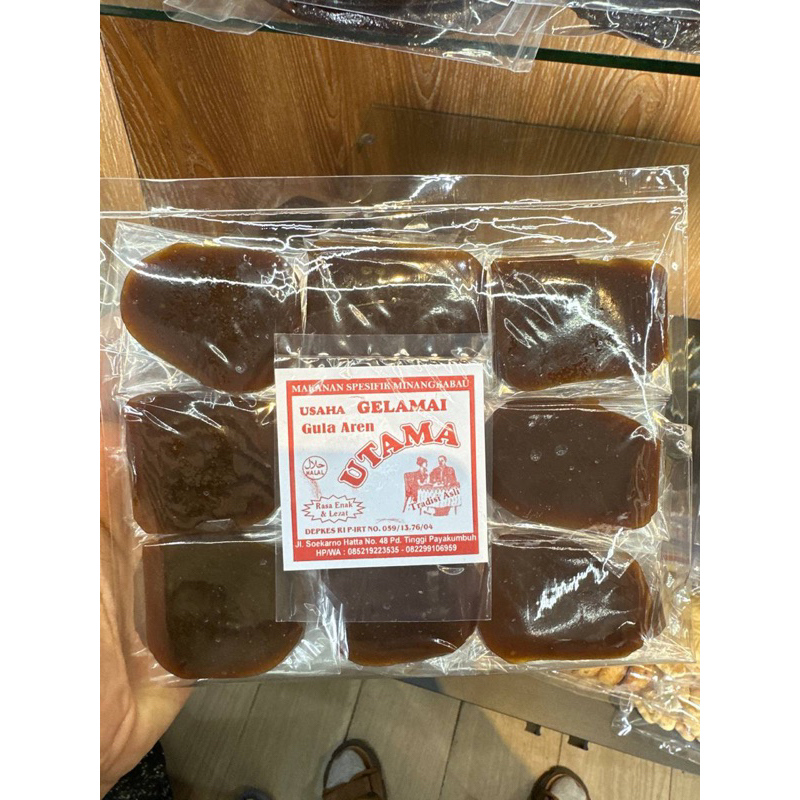 MAKANAN SPESIFIK MINANGKABAU
USAHA GELAMAI
Gula Aren
UTAMA
حلال
HALAL
Tradisi Asli
Rasa Enak
& Lezat
DEPKES RI P-IRT NO. 059/13.76/04
Jl. Soekarno Hatta No. 48 Pd. Tinggi Payakumbuh
HP/WA : 085219223535 - 082299106959